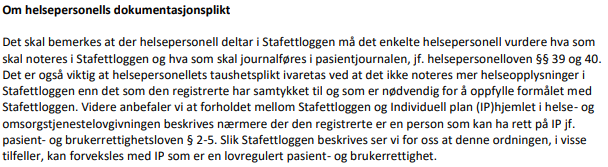 Om helsepersonells dokumentasjonsplikt
Det skal bemerkes at der helsepersonell deltar i Stafettloggen må det enkelte helsepersonell vurdere hva som
skal noteres i Stafettloggen og hva som skal journalføres i pasientjournalen, jf. helsepersonelloven §§ 39 og 40.
Det er også viktig at helsepersonellets taushetsplikt ivaretas ved at det ikke noteres mer helseopplysninger i
Stafettloggen enn det som den registrerte har samtykket til og som er nødvendig for å oppfylle formålet med
Stafettloggen. Videre anbefaler vi at forholdet mellom Stafettloggen og Individuell plan (IP)hjemlet i helse- og
omsorgstjenestelovgivningen beskrives nærmere der den registrerte er en person som kan ha rett på IP jf.
pasient- og brukerrettighetsloven § 2-5. Slik Stafettloggen beskrives ser vi for oss at denne ordningen, i visse
tilfeller, kan forveksles med IP som er en lovregulert pasient- og brukerrettighet.